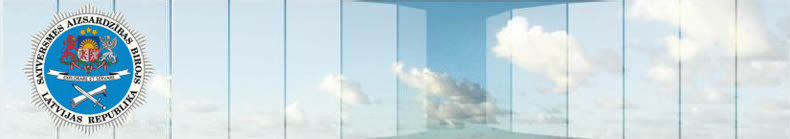 SATVERSMES AIZSARDZĪBAS BIROJS
EXPLORARE ET SERVARE
LATVIJAS REPUBLIKA